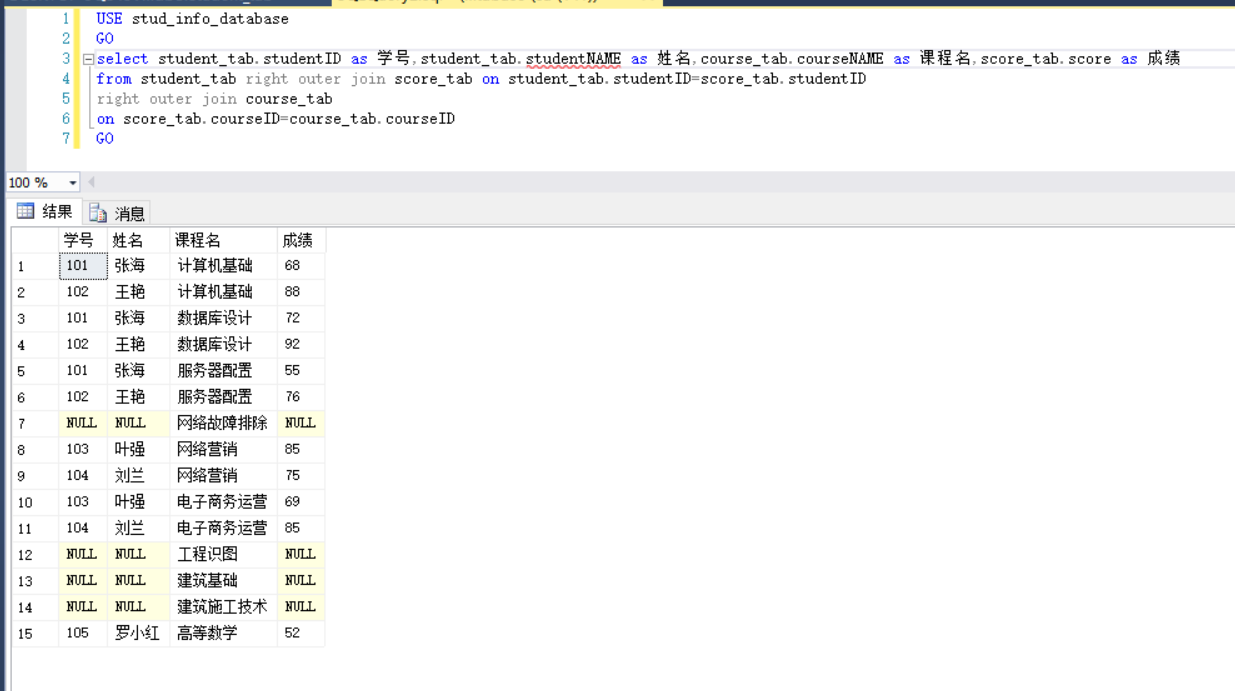 1 USE stud_info_database
2 GO
3 select student_tab.studentID as 学号,student_tab.studentNAME as 姓名,course_tab.courseNAME as 课程名,score_tab.score as 成绩
4 from student_tab right outer join score_tab on student_tab.studentID=score_tab.studentID
5 right outer join course_tab
6 on score_tab.courseID=course_tab.courseID
7 GO
100 %
结果 消息
学号 姓名 课程名 成绩
1 101 张海 计算机基础 68
2 102 王艳 计算机基础 88
3 101 张海 数据库设计 72
4 102 王艳 数据库设计 92
5 101 张海 服务器配置 55
6 102 王艳 服务器配置 76
7 NULL NULL 网络故障排除 NULL
8 103 叶强 网络营销 85
9 104 刘兰 网络营销 75
10 103 叶强 电子商务运营 69
11 104 刘兰 电子商务运营 85
12 NULL NULL 工程识图 NULL
13 NULL NULL 建筑基础 NULL
14 NULL NULL 建筑施工技术 NULL
15 105 罗小红 高等数学 52